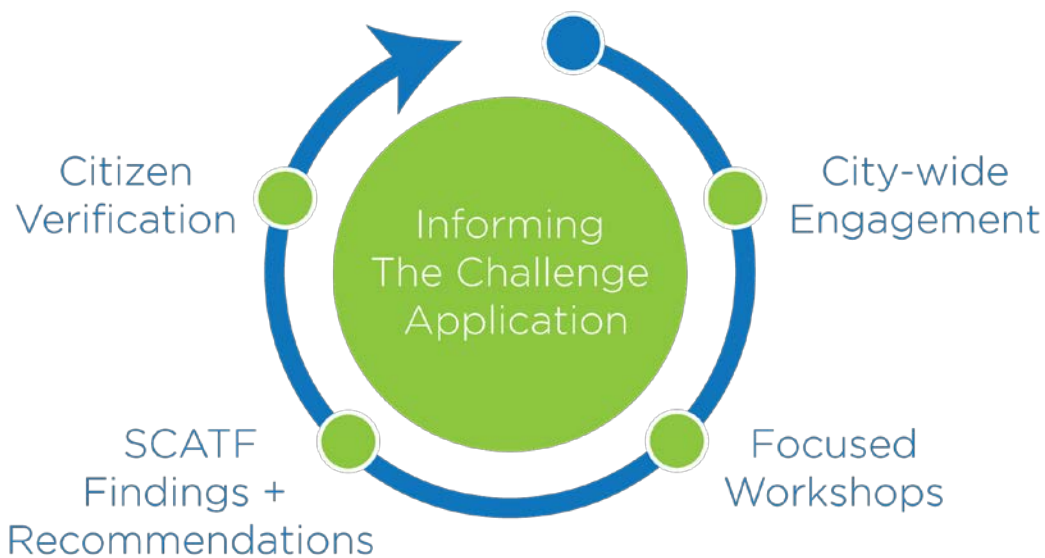 Informing
The Challenge
Application
City-wide
Engagement
Focused
Workshops
SCATF
Findings +
Recommendations
Citizen
Verification